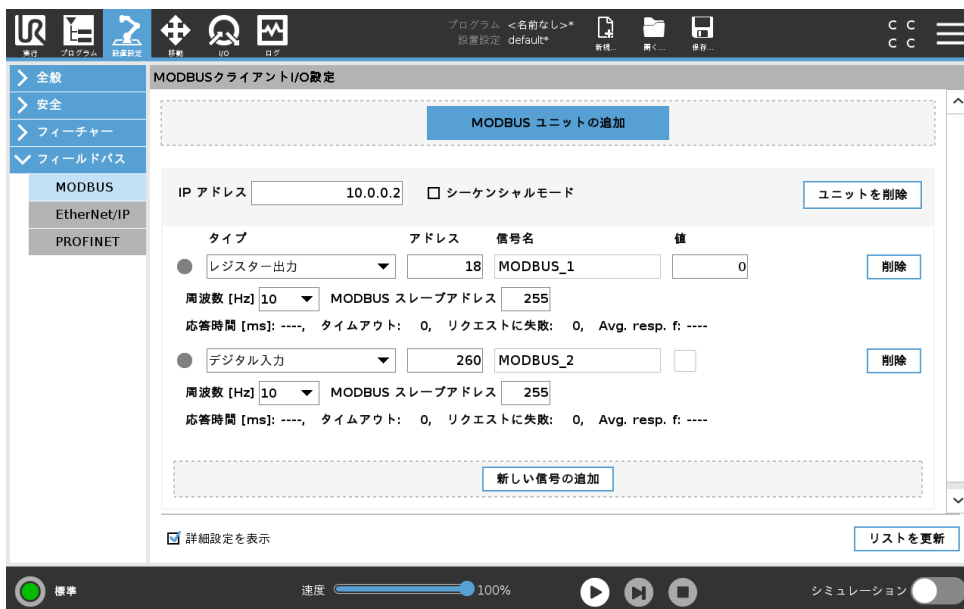 UR
プログラム <名前なし>*
設置設定 default*
C C
C C
実行 プログラム 設置設定 移動 I/O ログ 新規... 開く... 保存...
全般
MODBUSクライアントI/O設定
安全
フィーチャー
フィールドバス
MODBUS
EtherNet/IP
PROFINET
MODBUS ユニットの追加
IP アドレス 10.0.0.2 シーケンシャルモード ユニットを削除
タイプ アドレス 信号名 値
レジスター出力 18 MODBUS_1 0 削除
周波数 [Hz] 10 MODBUS スレーブアドレス 255
応答時間 [ms]: ----, タイムアウト: 0, リクエストに失敗: 0, Avg. resp. f: ----
デジタル入力 260 MODBUS_2 削除
周波数 [Hz] 10 MODBUS スレーブアドレス 255
応答時間 [ms]: ----, タイムアウト: 0, リクエストに失敗: 0, Avg. resp. f: ----
新しい信号の追加
詳細設定を表示 リストを更新
標準 速度 100% シミュレーション